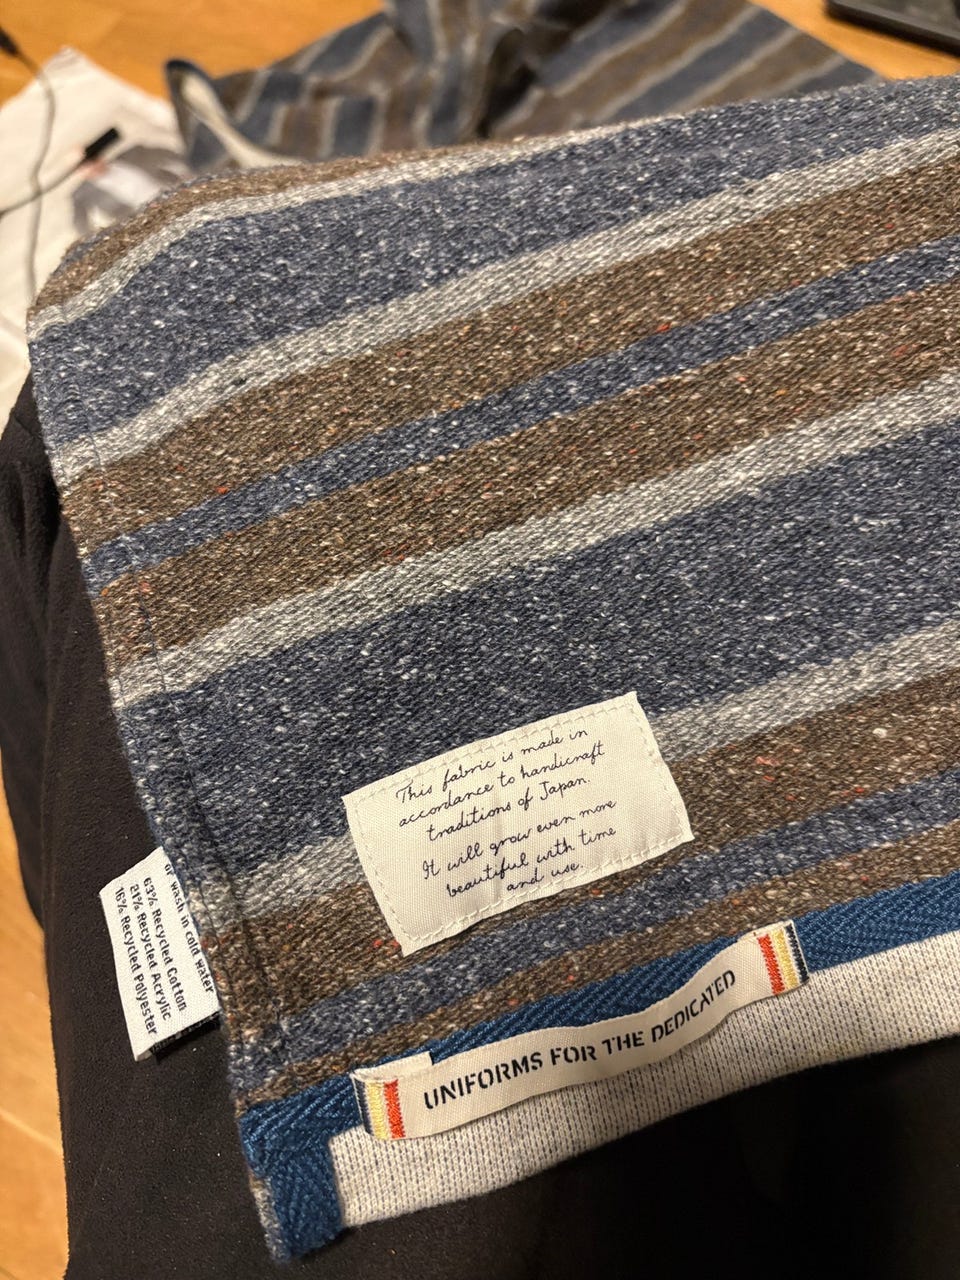 This fabric is made in
accordance to handicraft
traditions of Japan.
It will grow even more
beautiful with time
and use.
or wash in cold water
63% Recycled Cotton
21% Recycled Acrylic
16% Recycled Polyester
UNIFORMS FOR THE DEDICATED